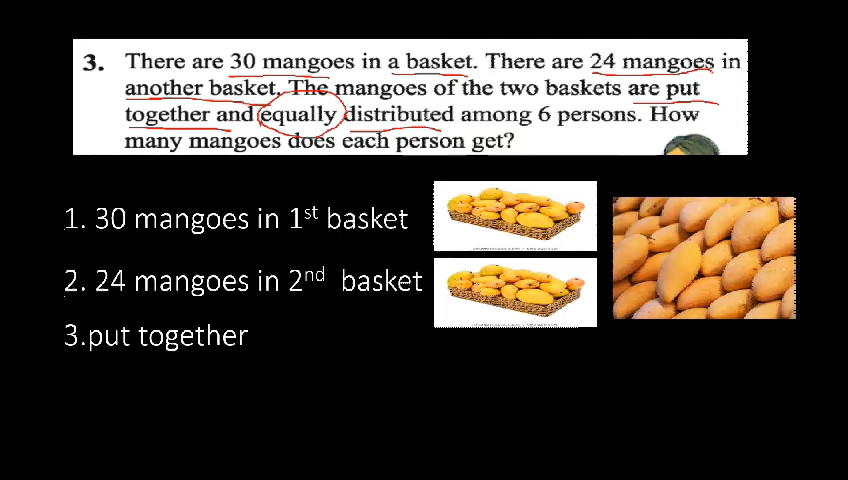 3. There are 30 mangoes in a basket. There are 24 mangoes in
another basket. The mangoes of the two baskets are put
together and equally distributed among 6 persons. How
many mangoes does each person get?
1. 30 mangoes in 1st basket
2. 24 mangoes in 2nd basket
3.put together